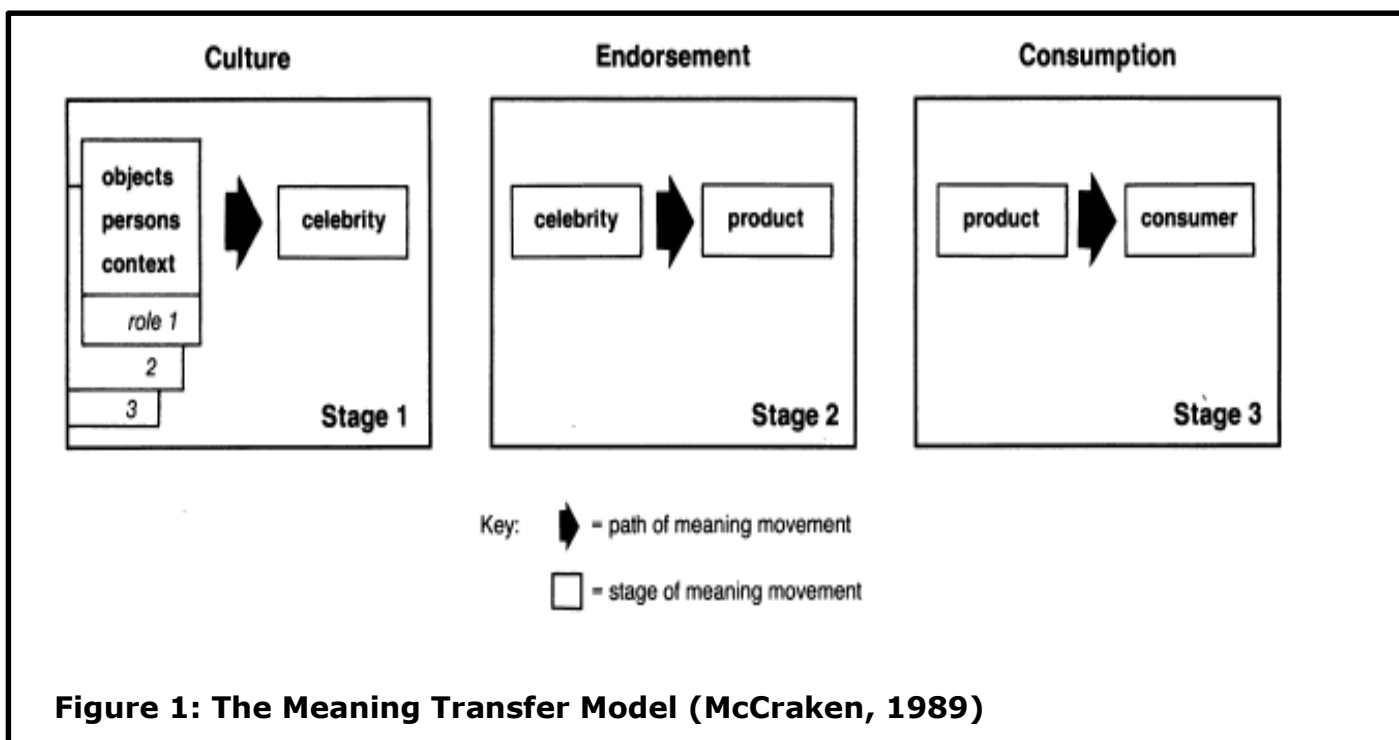 Culture
Endorsement
Consumption
objects
persons
context
role 1
2
3
celebrity
Stage 1
celebrity
product
Stage 2
product
consumer
Stage 3
Key:
= path of meaning movement
= stage of meaning movement
Figure 1: The Meaning Transfer Model (McCraken, 1989)